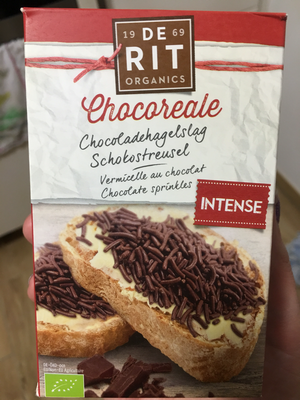 19 DE 69
RIT
ORGANICS
Chocoreale
Chocoladehagelslag
Schokostreusel
Vermicelle au chocolat
Chocolate sprinkles
INTENSE